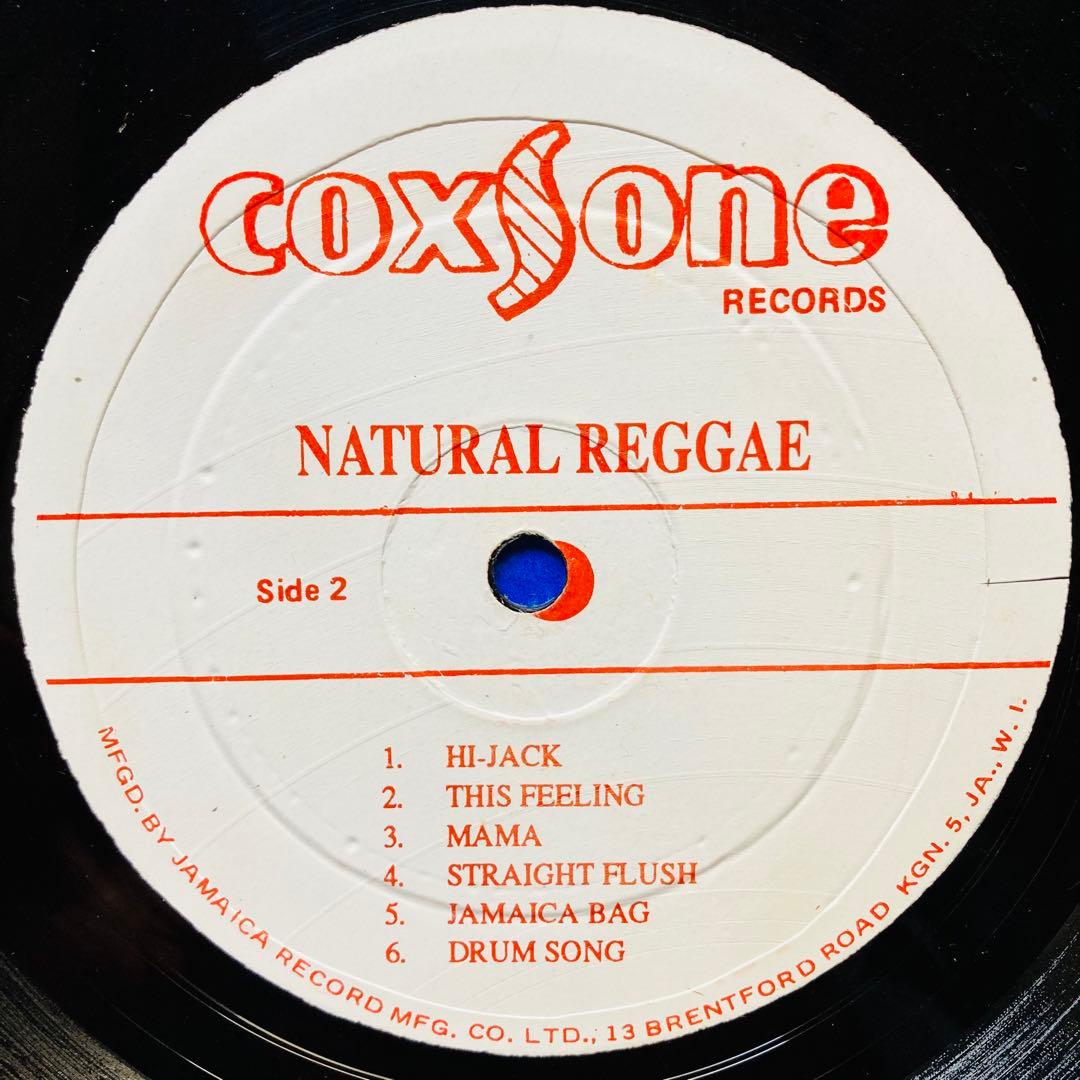 coxsone
RECORDS
NATURAL REGGAE
Side 2
1. HI-JACK
2. THIS FEELING
3. MAMA
4. STRAIGHT FLUSH
5. JAMAICA BAG
6. DRUM SONG
MFGD. BY JAMAICA RECORD MFG. CO. LTD., 13 BRENTFORD ROAD KGN. 5, JA., W. I.